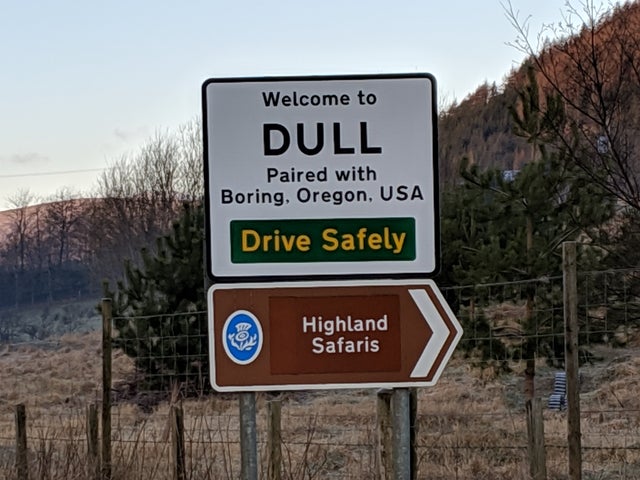 Welcome to
DULL
Paired with
Boring, Oregon, USA
Drive Safely
Highland
Safaris